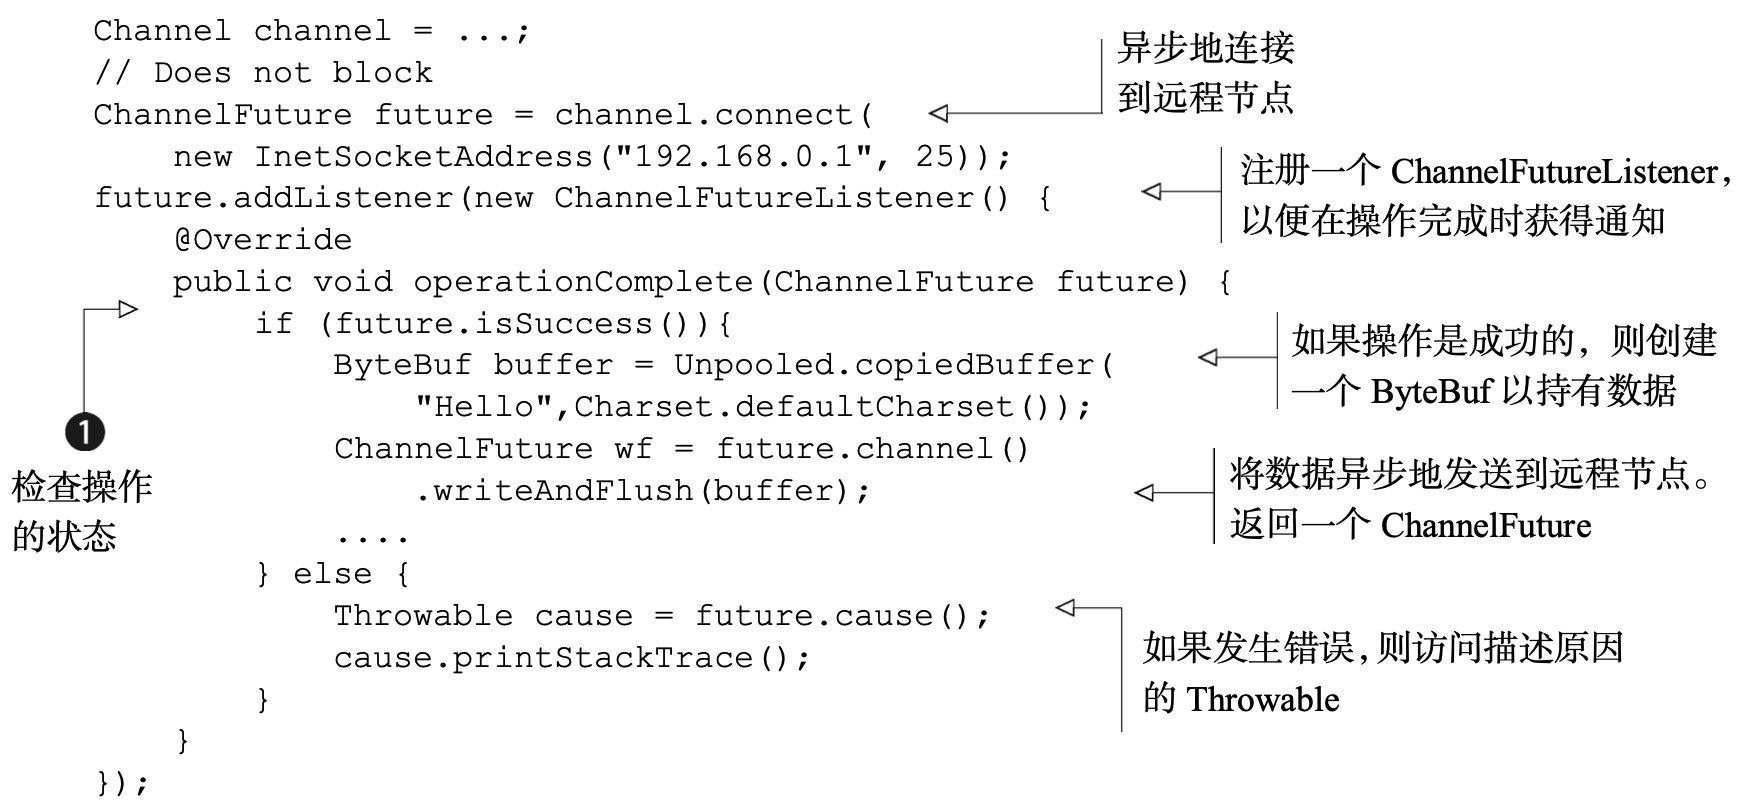 Channel channel = ...;
// Does not block
ChannelFuture future = channel.connect(
new InetSocketAddress("192.168.0.1", 25));
future.addListener(new ChannelFutureListener() {
@Override
public void operationComplete(ChannelFuture future) {
if (future.isSuccess()){
ByteBuf buffer = Unpooled.copiedBuffer(
"Hello",Charset.defaultCharset());
ChannelFuture wf = future.channel()
.writeAndFlush(buffer);
....
} else {
Throwable cause = future.cause();
cause.printStackTrace();
}
}
});
异步地连接
到远程节点
注册一个 ChannelFutureListener,
以便在操作完成时获得通知
1
检查操作
的状态
如果操作是成功的，则创建
一个 ByteBuf 以持有数据
将数据异步地发送到远程节点。
返回一个 ChannelFuture
如果发生错误,则访问描述原因
的 Throwable